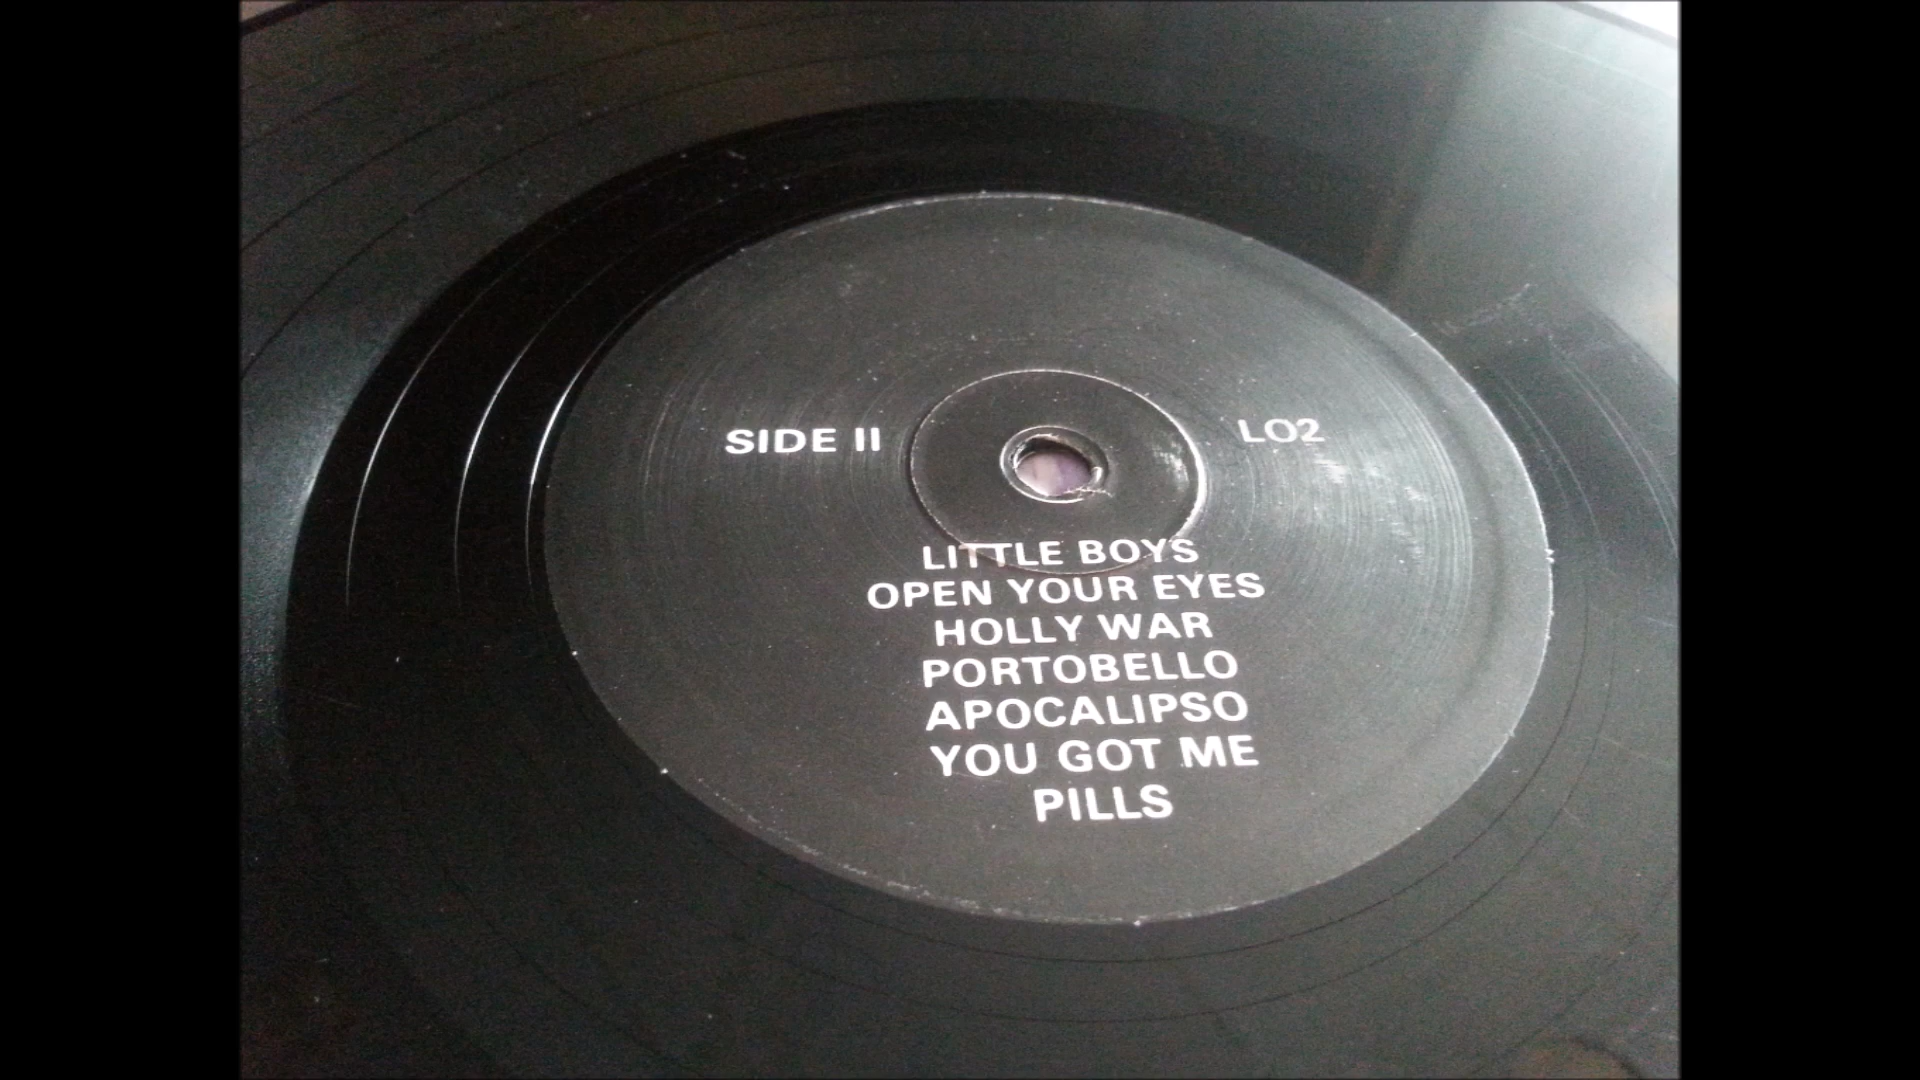 SIDE II
LO2
LITTLE BOYS
OPEN YOUR EYES
HOLLY WAR
PORTOBELLO
APOCALIPSO
YOU GOT ME
PILLS